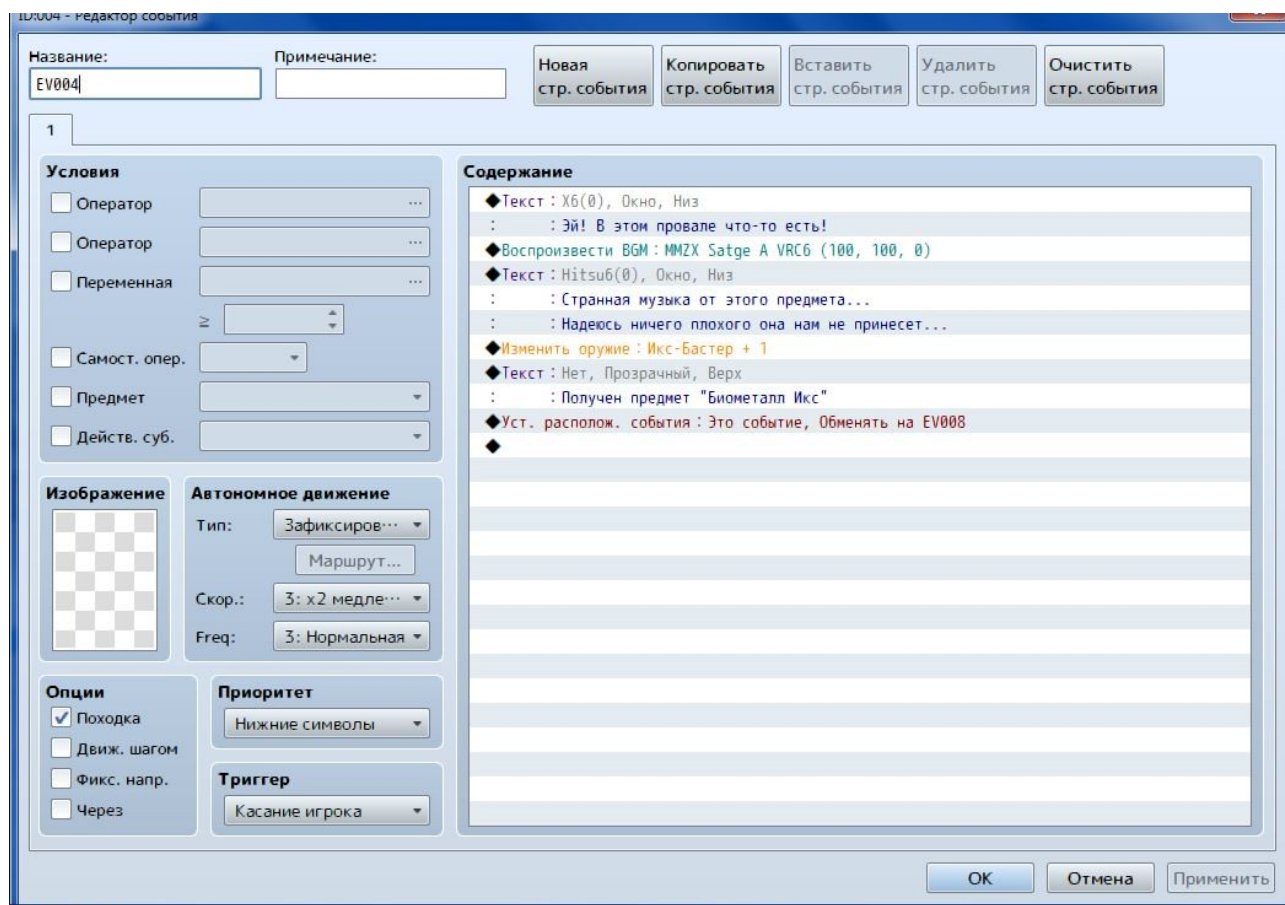 ID:004 - Редактор события
Название:
Примечание:
EV004
Новая
стр. события
Копировать
стр. события
Вставить
стр. события
Удалить
стр. события
Очистить
стр. события
1
Условия
Оператор ...
Оператор ...
Переменная ...
≥
Самост. опер.
Предмет
Действ. суб.
Изображение
Автономное движение
Тип: Зафиксиров...
Маршрут...
Скор.: 3: x2 медле...
Freq: 3: Нормальная
Опции
Походка
Движ. шагом
Фикс. напр.
Через
Приоритет
Нижние символы
Триггер
Касание игрока
Содержание
◆Текст : X6(0), Окно, Низ
: : Эй! В этом провале что-то есть!
◆Воспроизвести BGM : MMZX Satge A VRC6 (100, 100, 0)
◆Текст : Hitsu6(0), Окно, Низ
: : Странная музыка от этого предмета...
: : Надеюсь ничего плохого она нам не принесет...
◆Изменить оружие : Икс-Бастер + 1
◆Текст : Нет, Прозрачный, Верх
: : Получен предмет "Биометалл Икс"
◆Уст. располож. события : Это событие, Обменять на EV008
◆
OK
Отмена
Применить